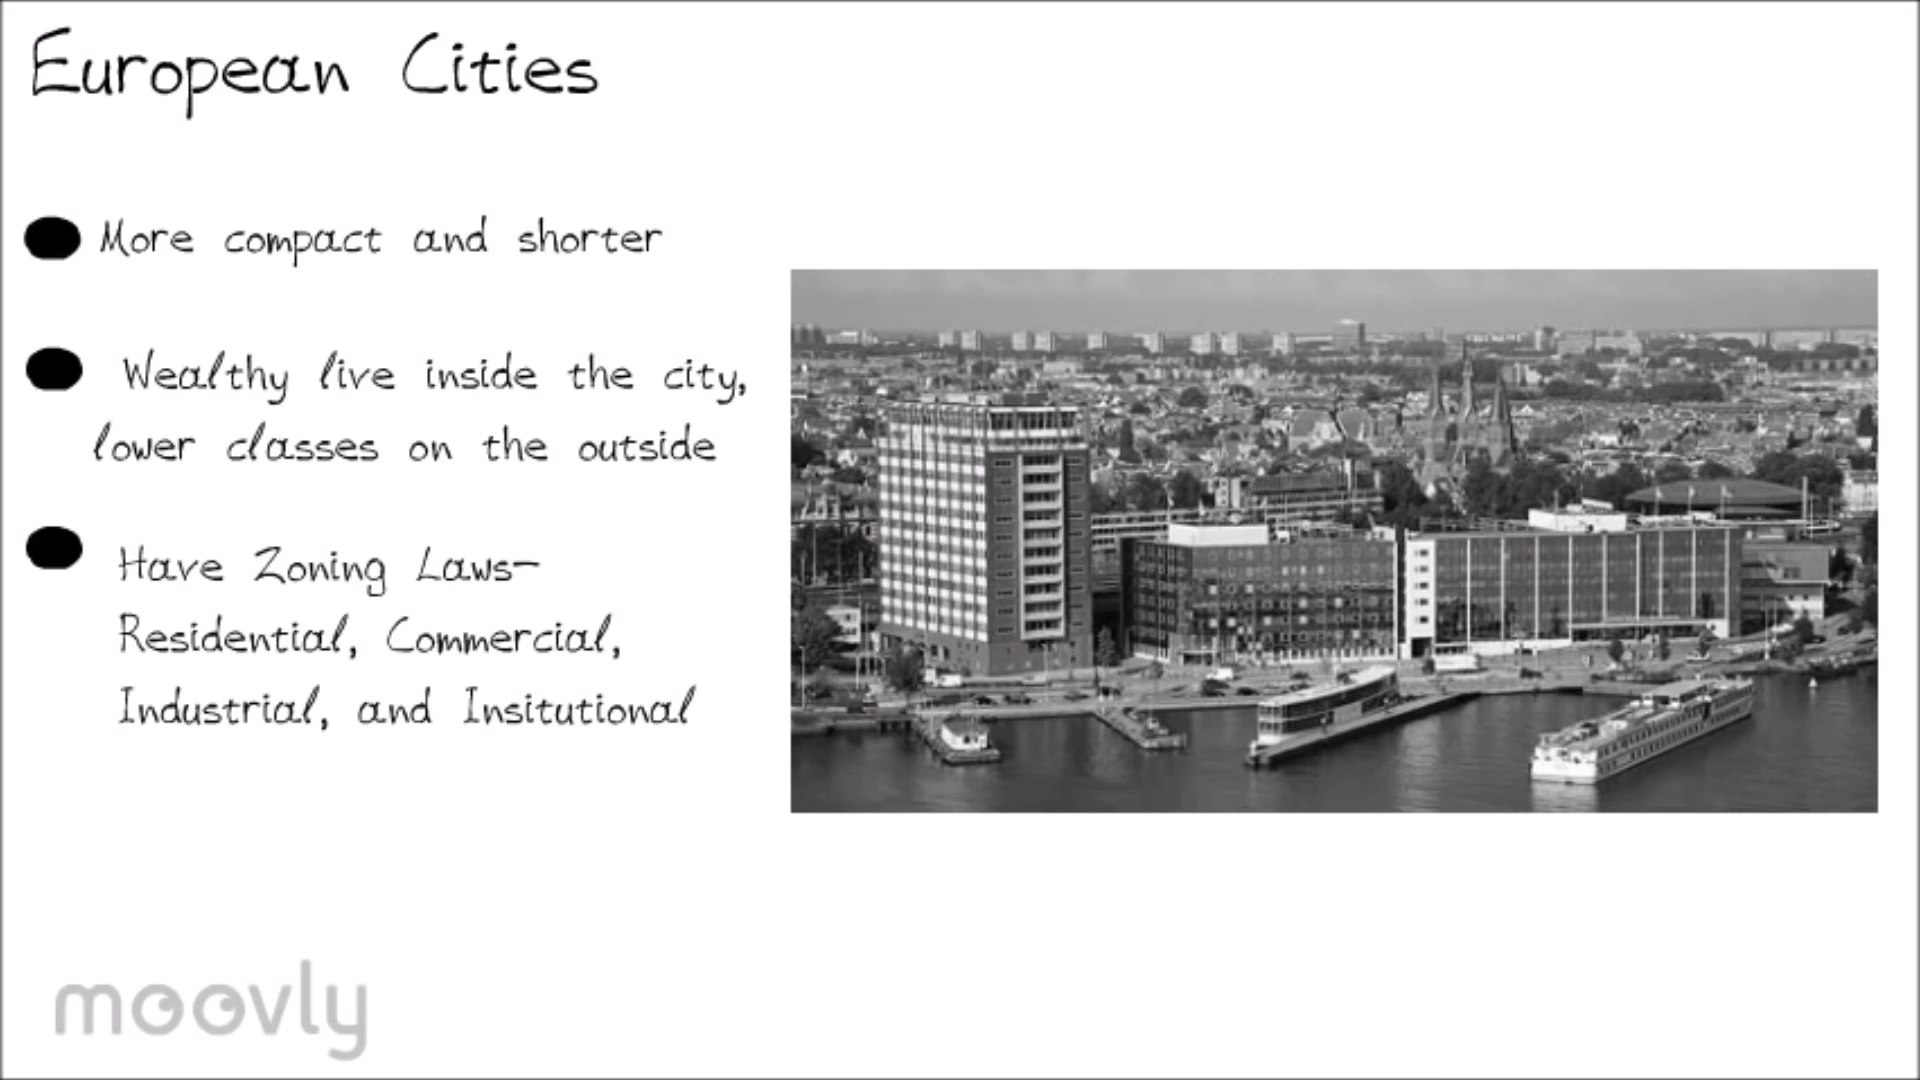 European Cities
More compact and shorter
Wealthy live inside the city,
lower classes on the outside
Have Zoning Laws-
Residential, Commercial,
Industrial, and Insitutional
moovly